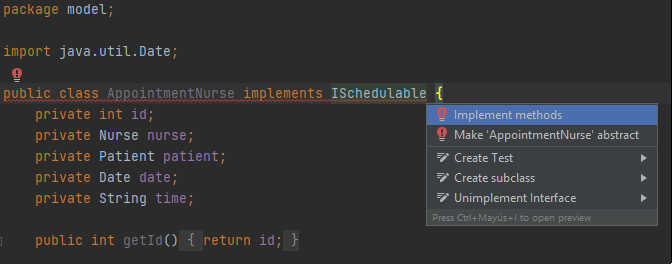 package model;
import java.util.Date;
public class AppointmentNurse implements ISchedulable {
private int id;
private Nurse nurse;
private Patient patient;
private Date date;
private String time;
public int getId() { return id; }
Implement methods
Make 'AppointmentNurse' abstract
Create Test
Create subclass
Unimplement Interface
Press Ctrl+Mayús+I to open preview